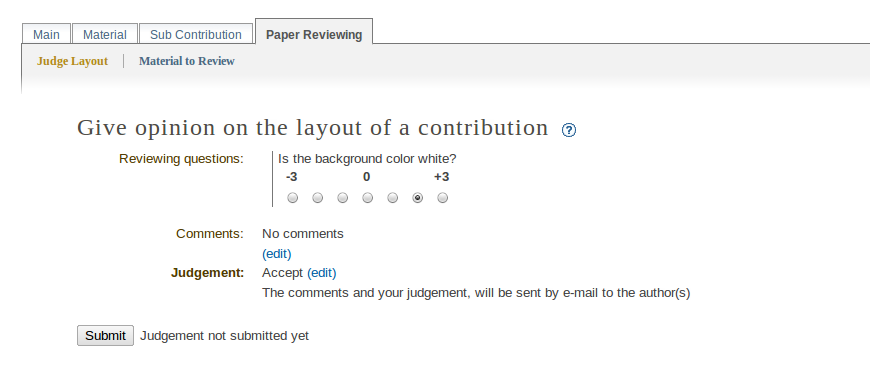 Main Material Sub Contribution Paper Reviewing
Judge Layout Material to Review
Give opinion on the layout of a contribution ?
Reviewing questions: Is the background color white?
-3 0 +3
Comments: No comments
(edit)
Judgement: Accept (edit)
The comments and your judgement, will be sent by e-mail to the author(s)
Submit Judgement not submitted yet